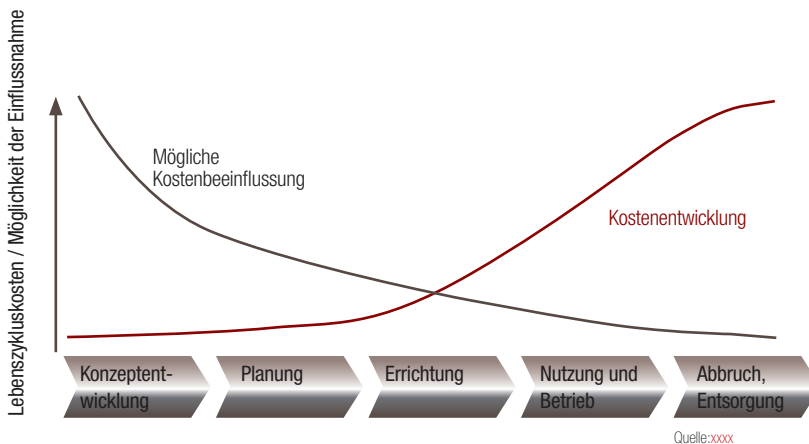 Lebenszykluskosten / Möglichkeit der Einflussnahme
Mögliche
Kostenbeeinflussung
Kostenentwicklung
Konzeptent-
wicklung
Planung
Errichtung
Nutzung und
Betrieb
Abbruch,
Entsorgung
Quelle:xxxx